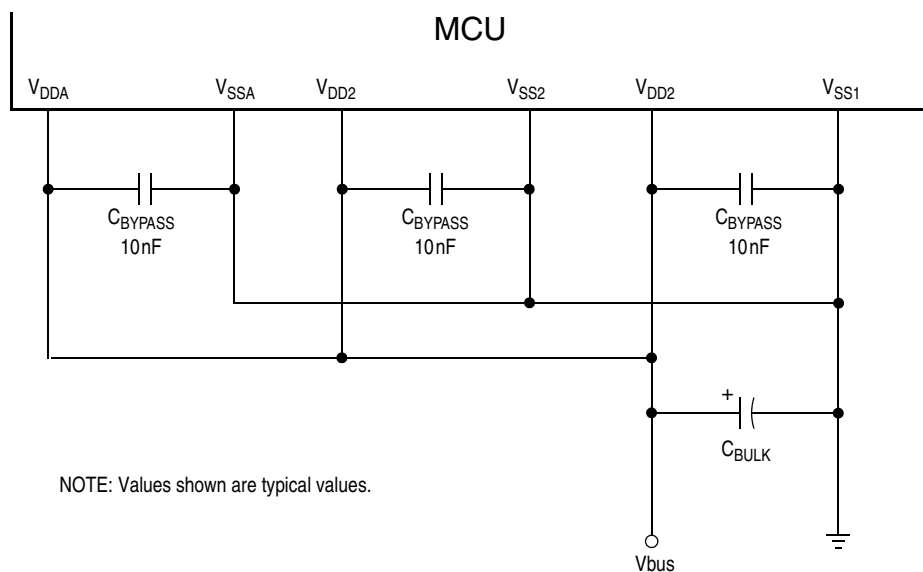 MCU
VDDA VSSA VDD2 VSS2 VDD2 VSS1
CBYPASS CBYPASS CBYPASS
10nF 10nF 10nF
+
CBULK
NOTE: Values shown are typical values.
Vbus